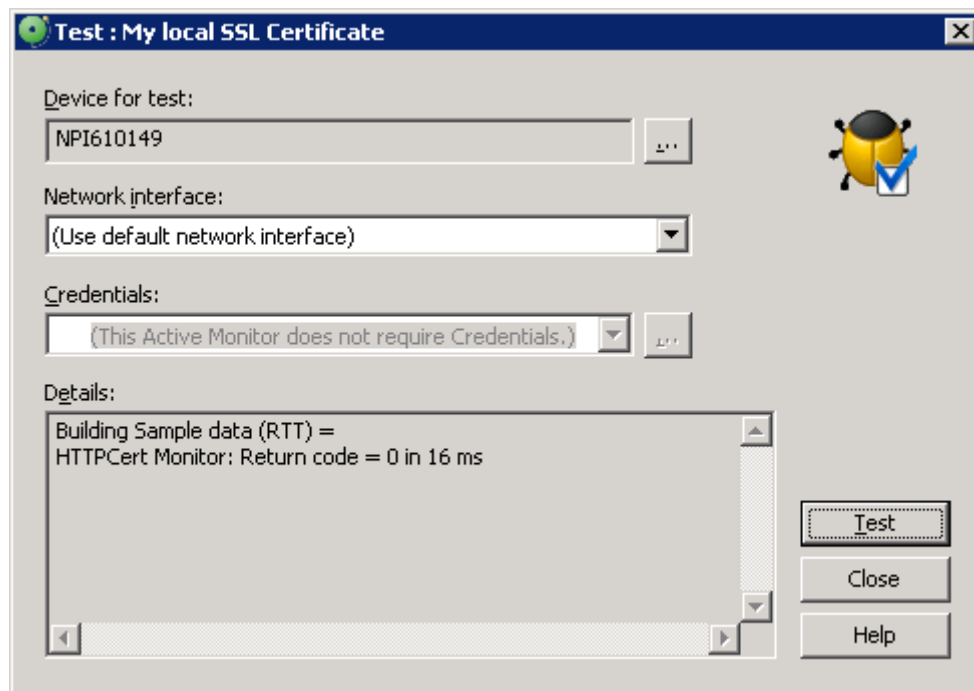 Test : My local SSL Certificate
Device for test:
NPI610149
...
Network interface:
(Use default network interface)
Credentials:
(This Active Monitor does not require Credentials.)
...
Details:
Building Sample data (RTT) =
HTTPCert Monitor: Return code = 0 in 16 ms
Test
Close
Help